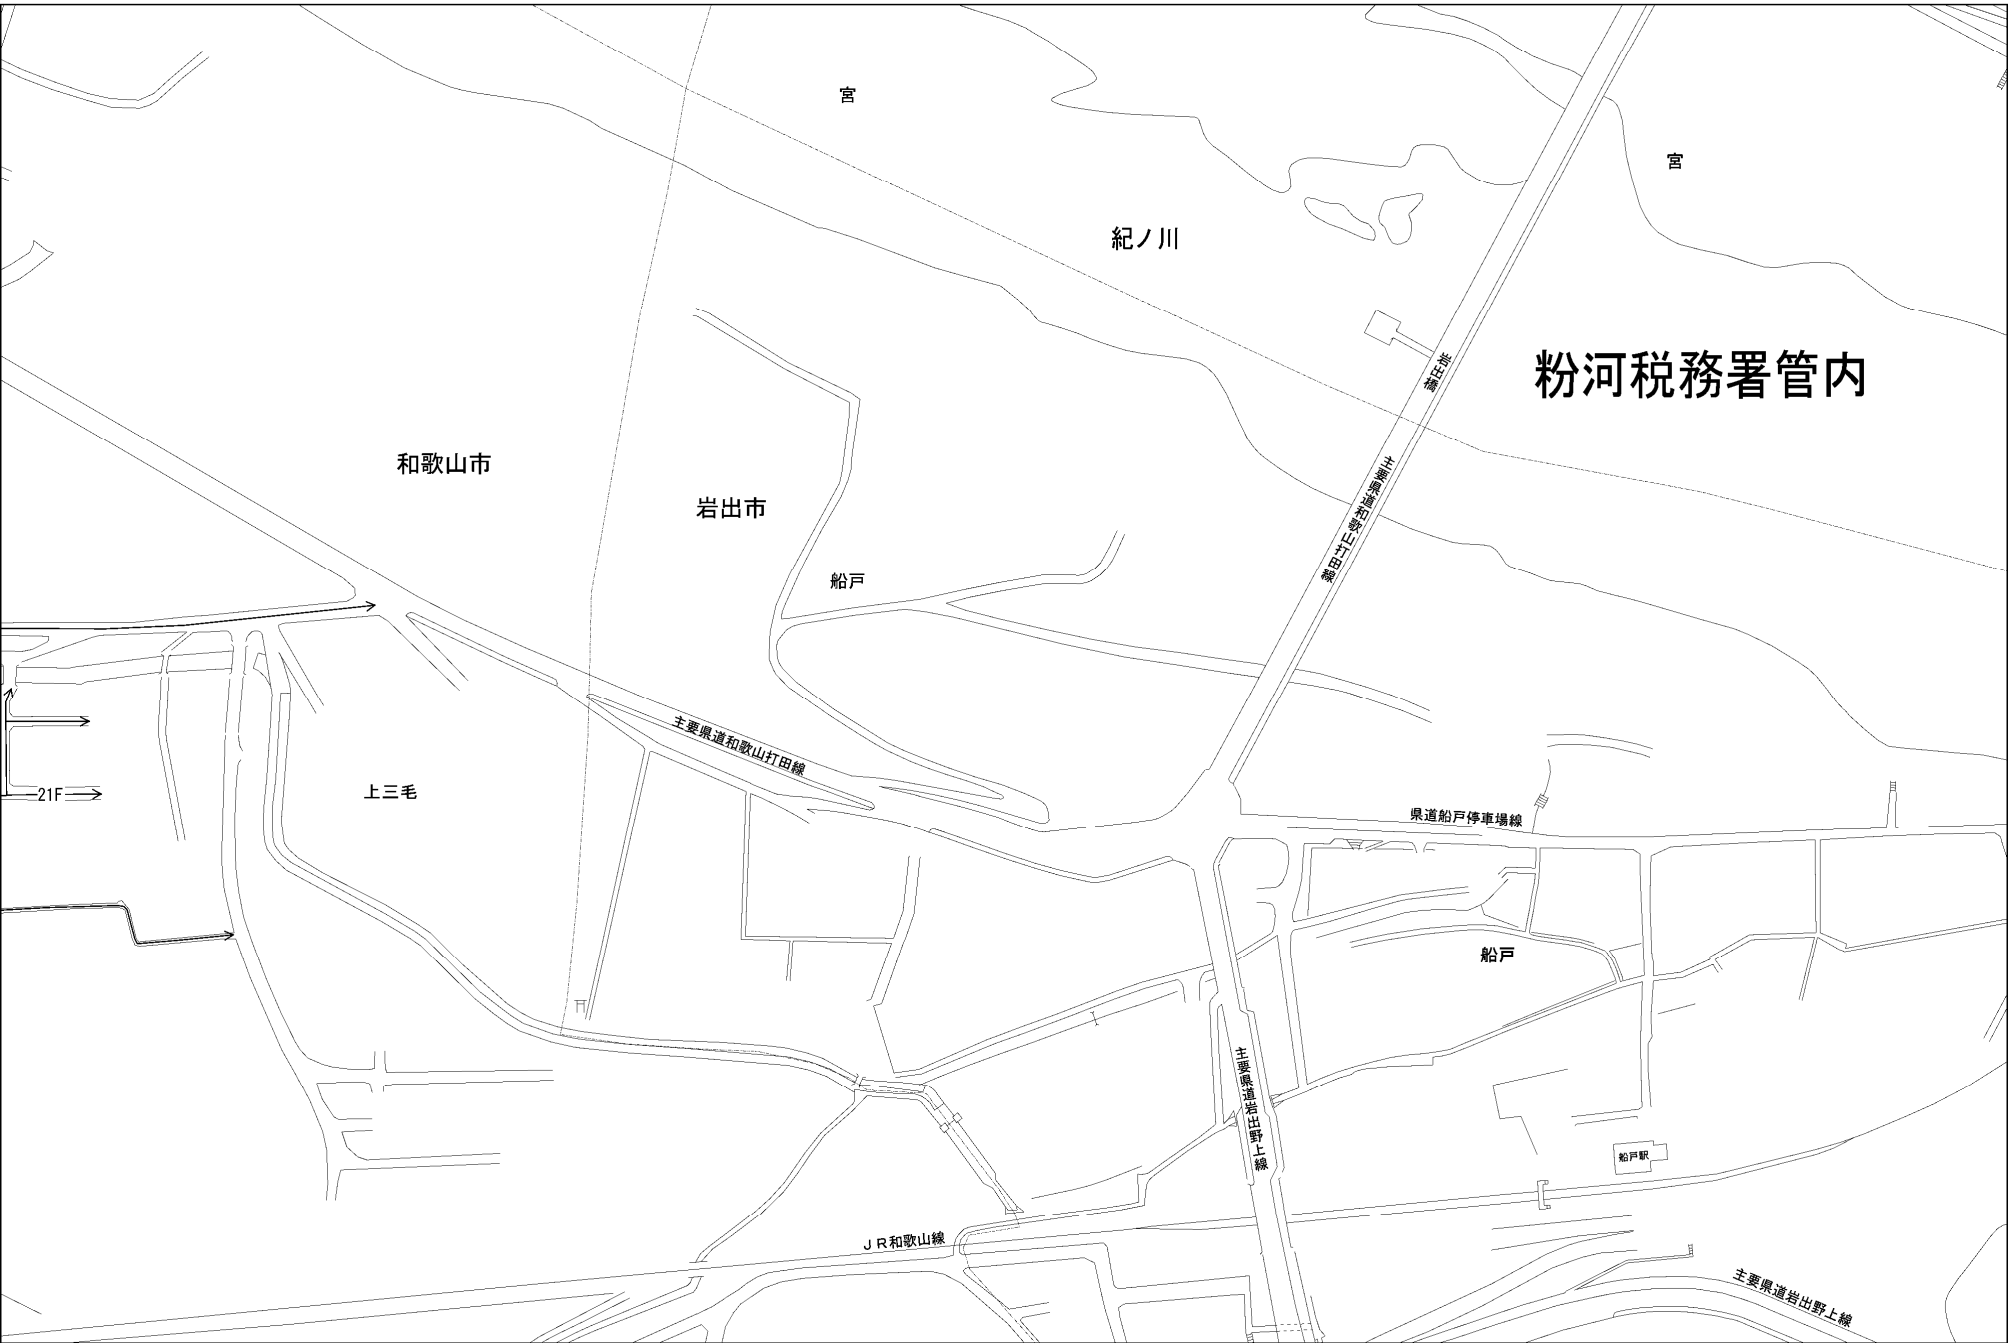 宮
宮
紀ノ川
岩出橋
粉河税務署管内
和歌山市
岩出市
主要県道和歌山打田線
船戸
主要県道和歌山打田線
上三毛
21F
県道船戸停車場線
船戸
主要県道岩出野上線
船戸駅
ＪＲ和歌山線
主要県道岩出野上線